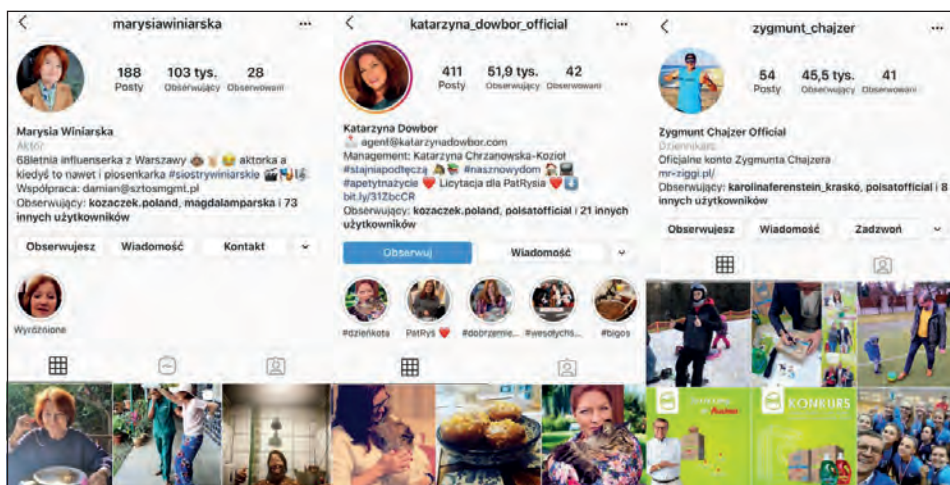 marysiawiniarska
188 103 tys. 28
Posty Obserwujący Obserwowani
Marysia Winiarska
Aktor
68letnia influenserka z Warszawy aktorka a
kiedyś to nawet i piosenkarka #siostrywiniarskie
Współpraca: damian@sztosmgmt.pl
Obserwujący: kozaczek.poland, magdalamparska i 73
innych użytkowników
Obserwujesz Wiadomość Kontakt
Wyróżnione
katarzyna_dowbor_official
411 51,9 tys. 42
Posty Obserwujący Obserwowani
Katarzyna Dowbor
agent@katarzynadowbor.com
Management: Katarzyna Chrzanowska-Kozioł
#stajniapodtęczą #nasznowydom
#apetytnażycie ❤️ Licytacja dla PatRysia ❤️
bit.ly/31ZbcCR
Obserwujący: kozaczek.poland, polsatofficial i 21 innych
użytkowników
Obserwuj Wiadomość
#dzieńkota PatRyś ❤️ #dobrzemie... #wesołychś... #bigos
zygmunt_chajzer
54 45,5 tys. 41
Posty Obserwujący Obserwowani
Zygmunt Chajzer Official
Dziennikarz
Oficjalne konto Zygmunta Chajzera
mr-ziggi.pl/
Obserwujący: karolinaferenstein_krasko, polsatofficial i 8
innych użytkowników
Obserwujesz Wiadomość Zadzwoń
KONKURS